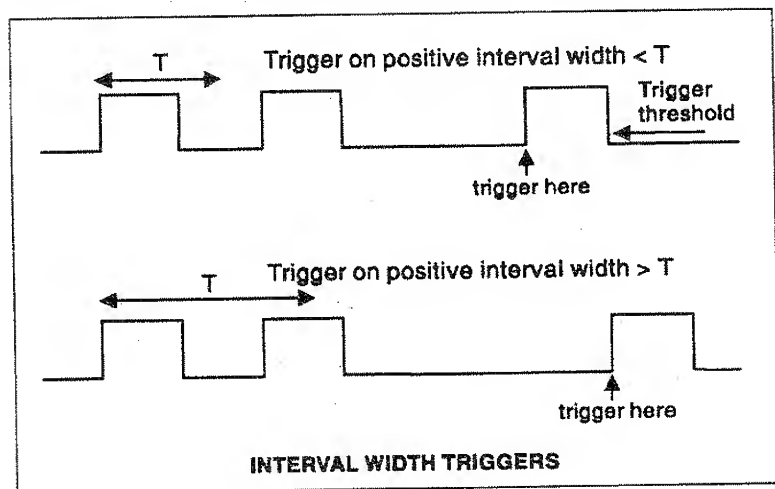 T
Trigger on positive interval width < T
Trigger
threshold
trigger here
T
Trigger on positive interval width > T
trigger here
INTERVAL WIDTH TRIGGERS